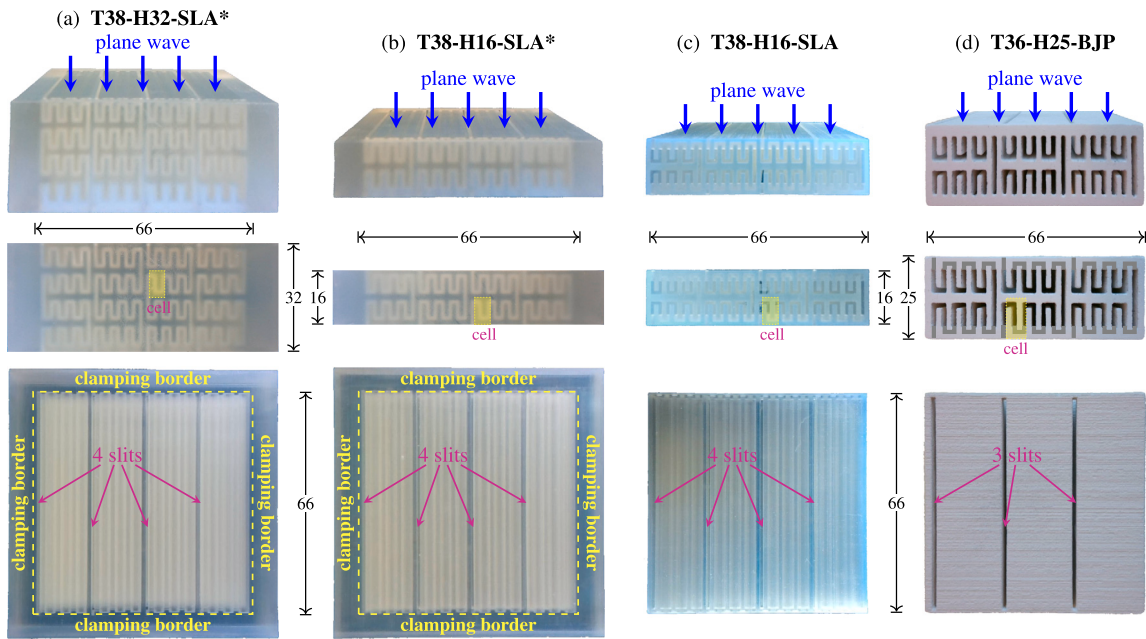 (a) T38-H32-SLA*
plane wave
66
32
cell
clamping border
clamping border
4 slits
clamping border
66
clamping border
(b) T38-H16-SLA*
plane wave
66
16
cell
clamping border
clamping border
4 slits
clamping border
clamping border
(c) T38-H16-SLA
plane wave
66
16
cell
4 slits
66
(d) T36-H25-BJP
plane wave
66
25
cell
3 slits